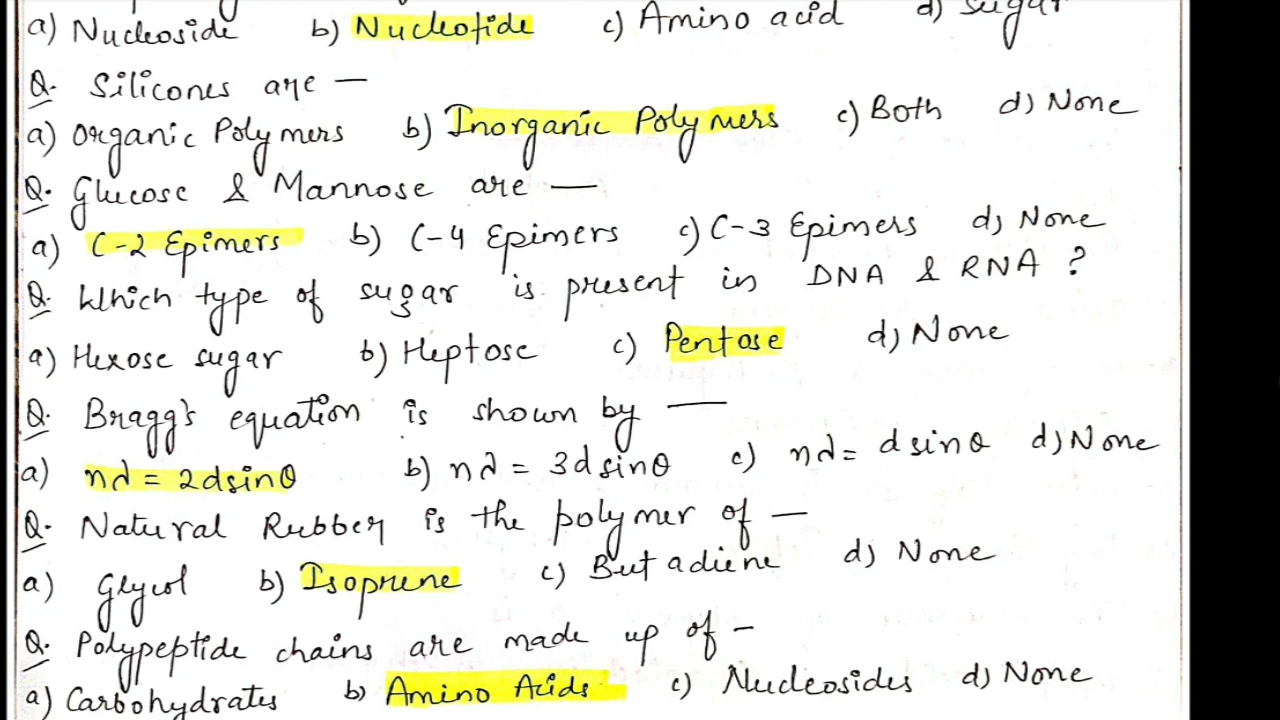 a) Nucleoside b) Nucleotide c) Amino acid d) Sugar
Q. Silicones are —
a) Organic Polymers b) Inorganic Polymers c) Both d) None
Q. Glucose & Mannose are —
a) C-2 Epimers b) C-4 Epimers c) C-3 Epimers d) None
Q. Which type of sugar is present in DNA & RNA ?
a) Hexose sugar b) Heptose c) Pentose d) None
Q. Bragg's equation is shown by —
a) nλ = 2dsinθ b) nλ = 3dsinθ c) nλ = dsinθ d) None
Q. Natural Rubber is the polymer of —
a) Glycol b) Isoprene c) Butadiene d) None
Q. Polypeptide chains are made up of -
a) Carbohydrates b) Amino Acids c) Nucleosides d) None